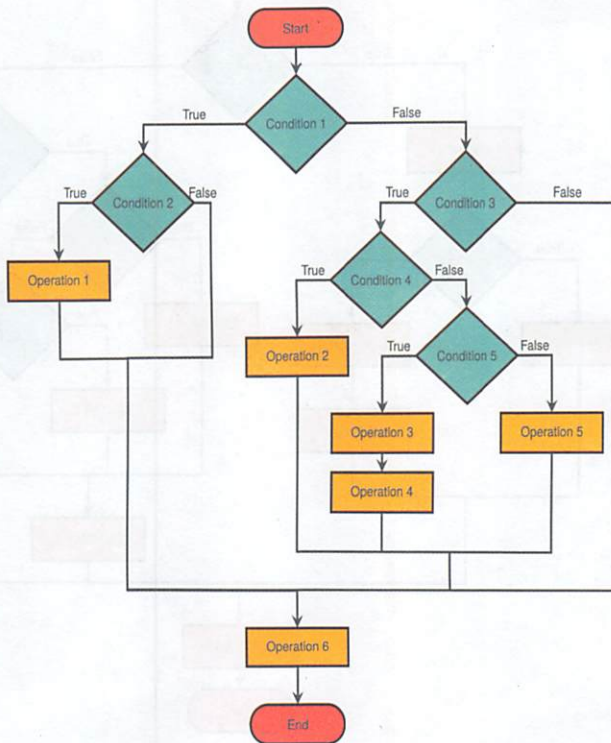 Start
Condition 1
True
False
Condition 2
True
False
Condition 3
True
False
Operation 1
Condition 4
True
False
Operation 2
Condition 5
True
False
Operation 3
Operation 5
Operation 4
Operation 6
End